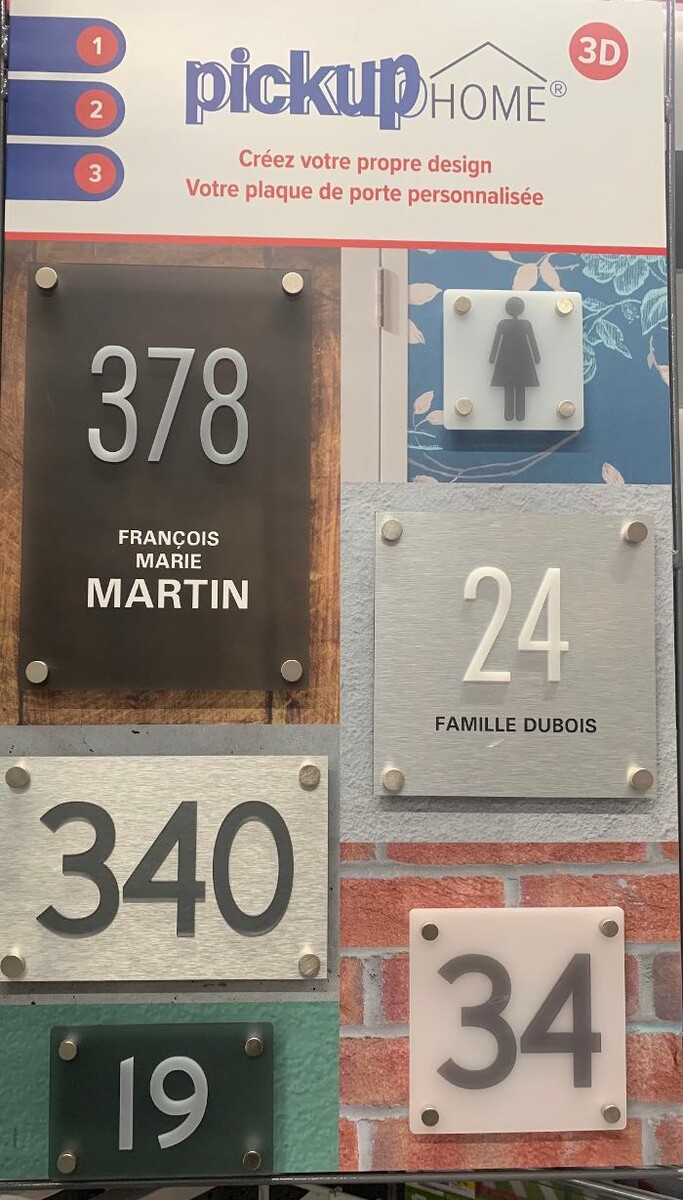 1
2
3
pickup HOME®
3D
Créez votre propre design
Votre plaque de porte personnalisée
378
FRANÇOIS
MARIE
MARTIN
24
FAMILLE DUBOIS
340
34
19